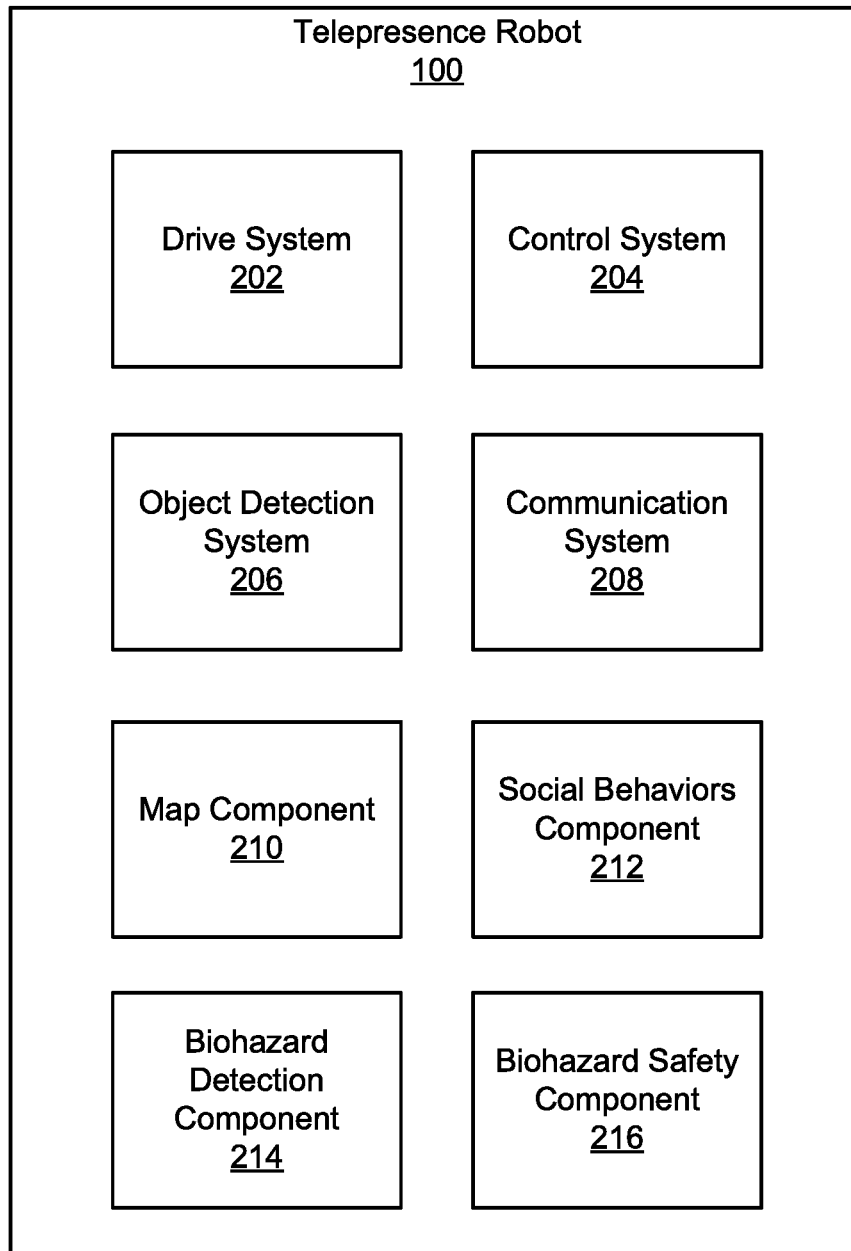 Telepresence Robot
100
Drive System
202
Control System
204
Object Detection
System
206
Communication
System
208
Map Component
210
Social Behaviors
Component
212
Biohazard
Detection
Component
214
Biohazard Safety
Component
216